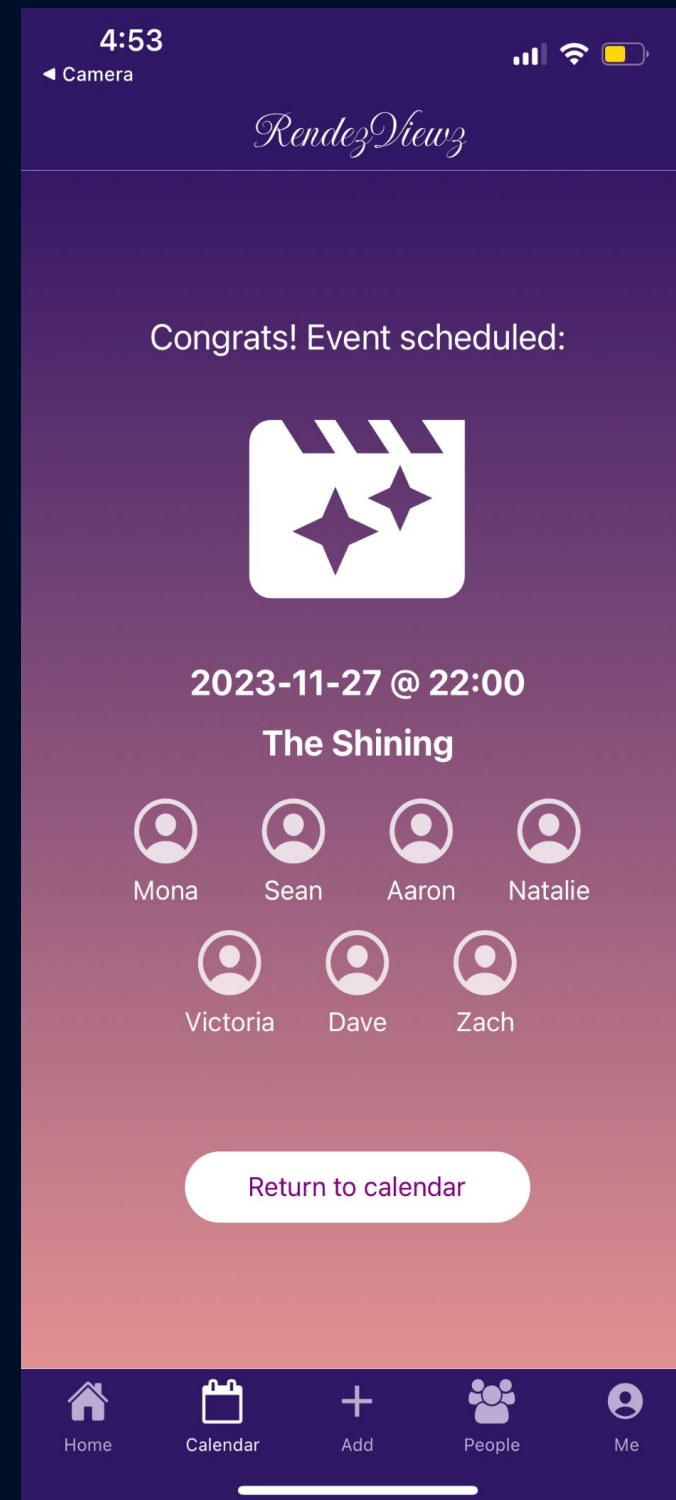 4:53
◀ Camera
RendezViewz
Congrats! Event scheduled:
2023-11-27 @ 22:00
The Shining
Mona Sean Aaron Natalie
Victoria Dave Zach
Return to calendar
Home Calendar Add People Me